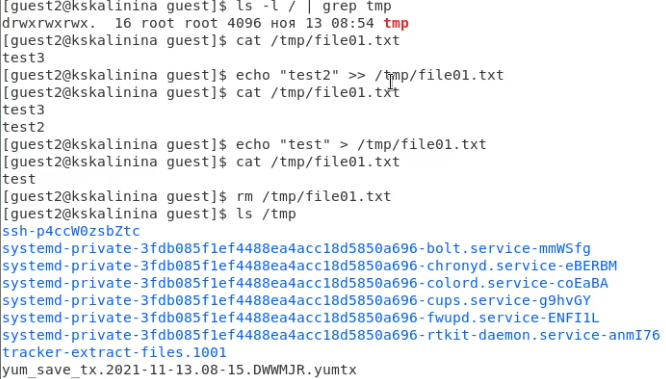 [guest2@kskalinina guest]$ ls -l / | grep tmp
drwxrwxrwx.  16 root root 4096 ноя 13 08:54 tmp
[guest2@kskalinina guest]$ cat /tmp/file01.txt
test3
[guest2@kskalinina guest]$ echo "test2" >> /tmp/file01.txt
[guest2@kskalinina guest]$ cat /tmp/file01.txt
test3
test2
[guest2@kskalinina guest]$ echo "test" > /tmp/file01.txt
[guest2@kskalinina guest]$ cat /tmp/file01.txt
test
[guest2@kskalinina guest]$ rm /tmp/file01.txt
[guest2@kskalinina guest]$ ls /tmp
ssh-p4ccW0zsbZtc
systemd-private-3fdb085f1ef4488ea4acc18d5850a696-bolt.service-mmWSfg
systemd-private-3fdb085f1ef4488ea4acc18d5850a696-chronyd.service-eBERBM
systemd-private-3fdb085f1ef4488ea4acc18d5850a696-colord.service-coEaBA
systemd-private-3fdb085f1ef4488ea4acc18d5850a696-cups.service-g9hvGY
systemd-private-3fdb085f1ef4488ea4acc18d5850a696-fwupd.service-ENFI1L
systemd-private-3fdb085f1ef4488ea4acc18d5850a696-rtkit-daemon.service-anmI76
tracker-extract-files.1001
yum_save_tx.2021-11-13.08-15.DWWMJR.yumtx